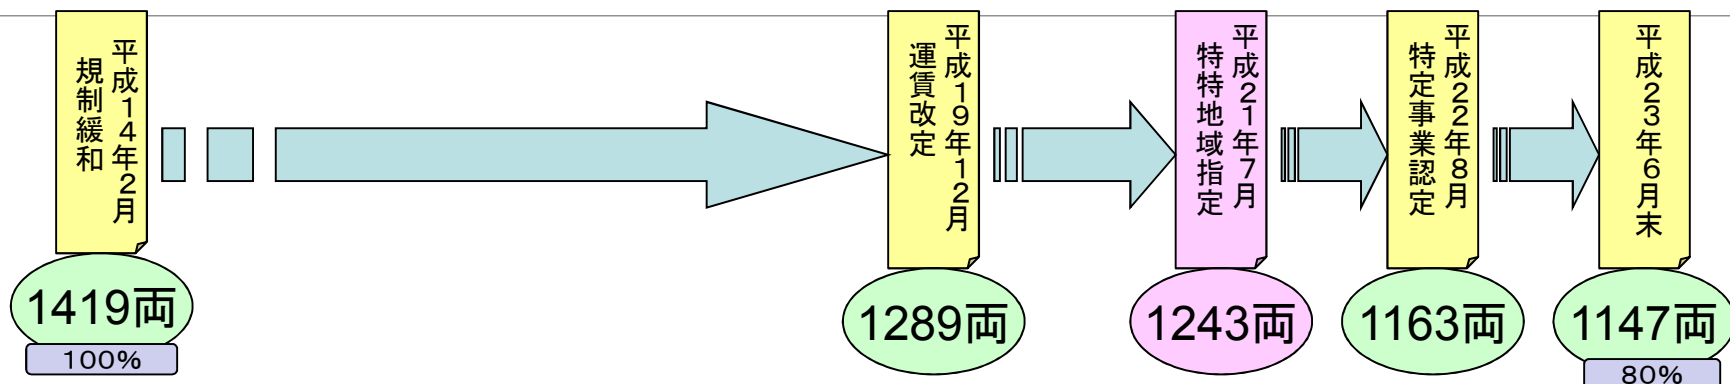 平成１４年２月
規制緩和
1419両
100%
平成１９年１２月
運賃改定
1289両
平成２１年７月
特特地域指定
1243両
平成２２年８月
特定事業認定
1163両
平成２３年６月末
1147両
80%